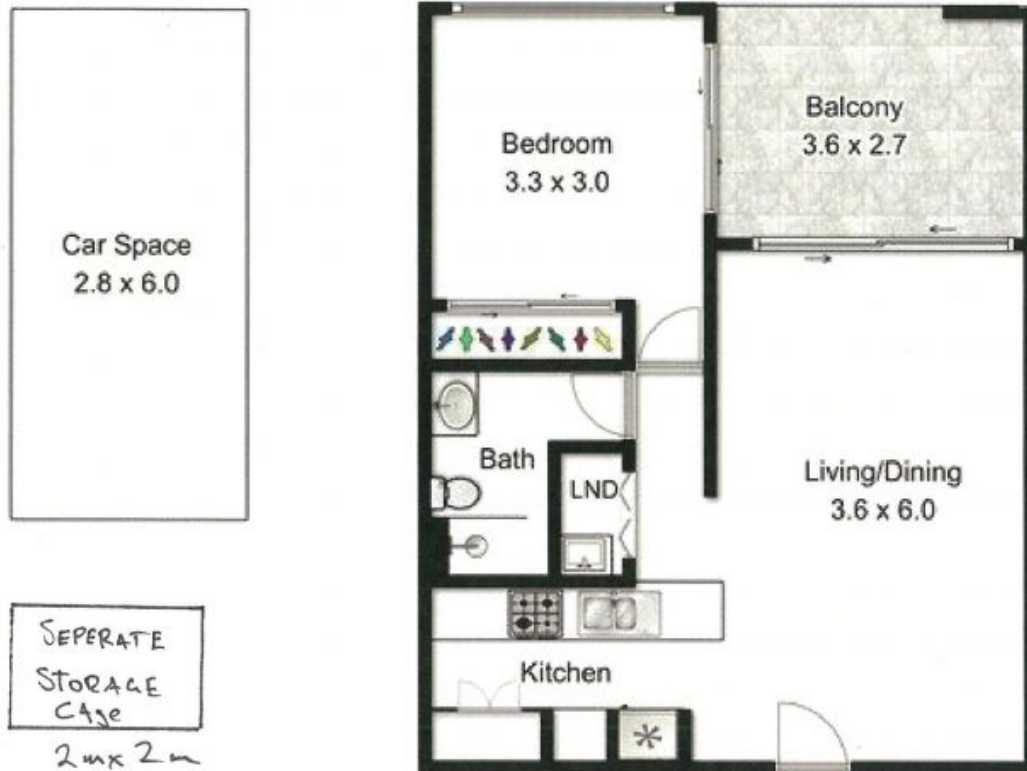 Car Space
2.8 x 6.0
SEPERATE
STORAGE
CAge
2m x 2m
Bedroom
3.3 x 3.0
Balcony
3.6 x 2.7
Bath
LND
Living/Dining
3.6 x 6.0
Kitchen